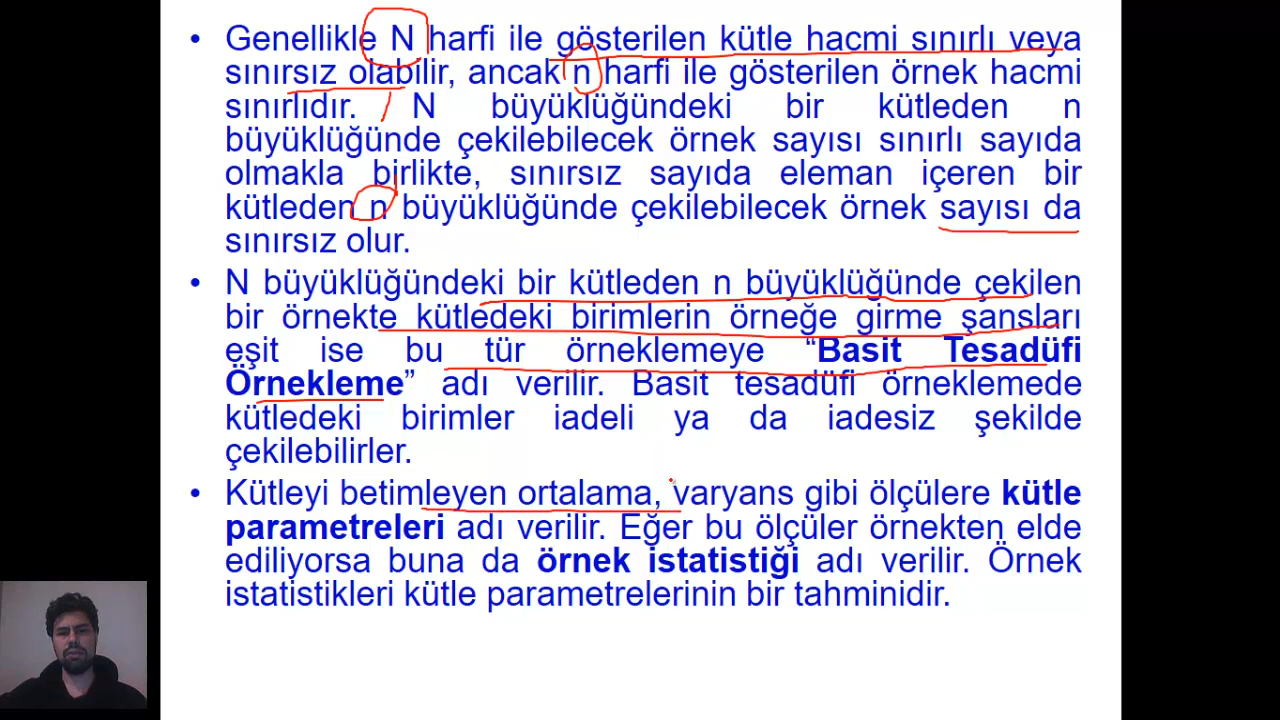 • Genellikle N harfi ile gösterilen kütle hacmi sınırlı veya
sınırsız olabilir, ancak n harfi ile gösterilen örnek hacmi
sınırlıdır. N büyüklüğündeki bir kütleden n
büyüklüğünde çekilebilecek örnek sayısı sınırlı sayıda
olmakla birlikte, sınırsız sayıda eleman içeren bir
kütleden n büyüklüğünde çekilebilecek örnek sayısı da
sınırsız olur.
• N büyüklüğündeki bir kütleden n büyüklüğünde çekilen
bir örnekte kütledeki birimlerin örneğe girme şansları
eşit ise bu tür örneklemeye “Basit Tesadüfi
Örnekleme” adı verilir. Basit tesadüfi örneklemede
kütledeki birimler iadeli ya da iadesiz şekilde
çekilebilirler.
• Kütleyi betimleyen ortalama, varyans gibi ölçülere kütle
parametreleri adı verilir. Eğer bu ölçüler örnekten elde
ediliyorsa buna da örnek istatistiği adı verilir. Örnek
istatistikleri kütle parametrelerinin bir tahminidir.